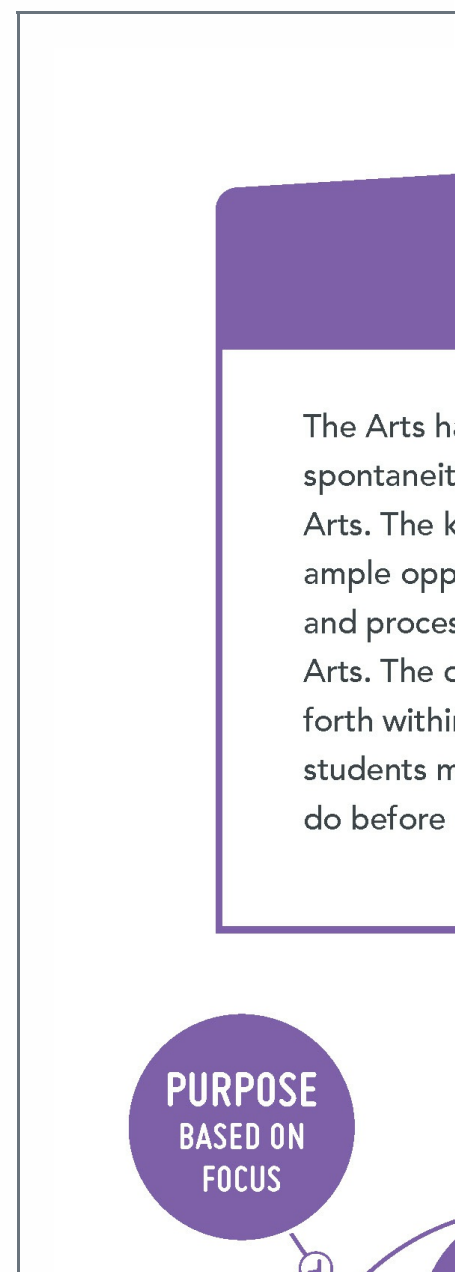 The Arts
spontaneit
Arts. The
ample opp
and proces
Arts. The
forth withi
students
do before
PURPOSE
BASED ON
FOCUS